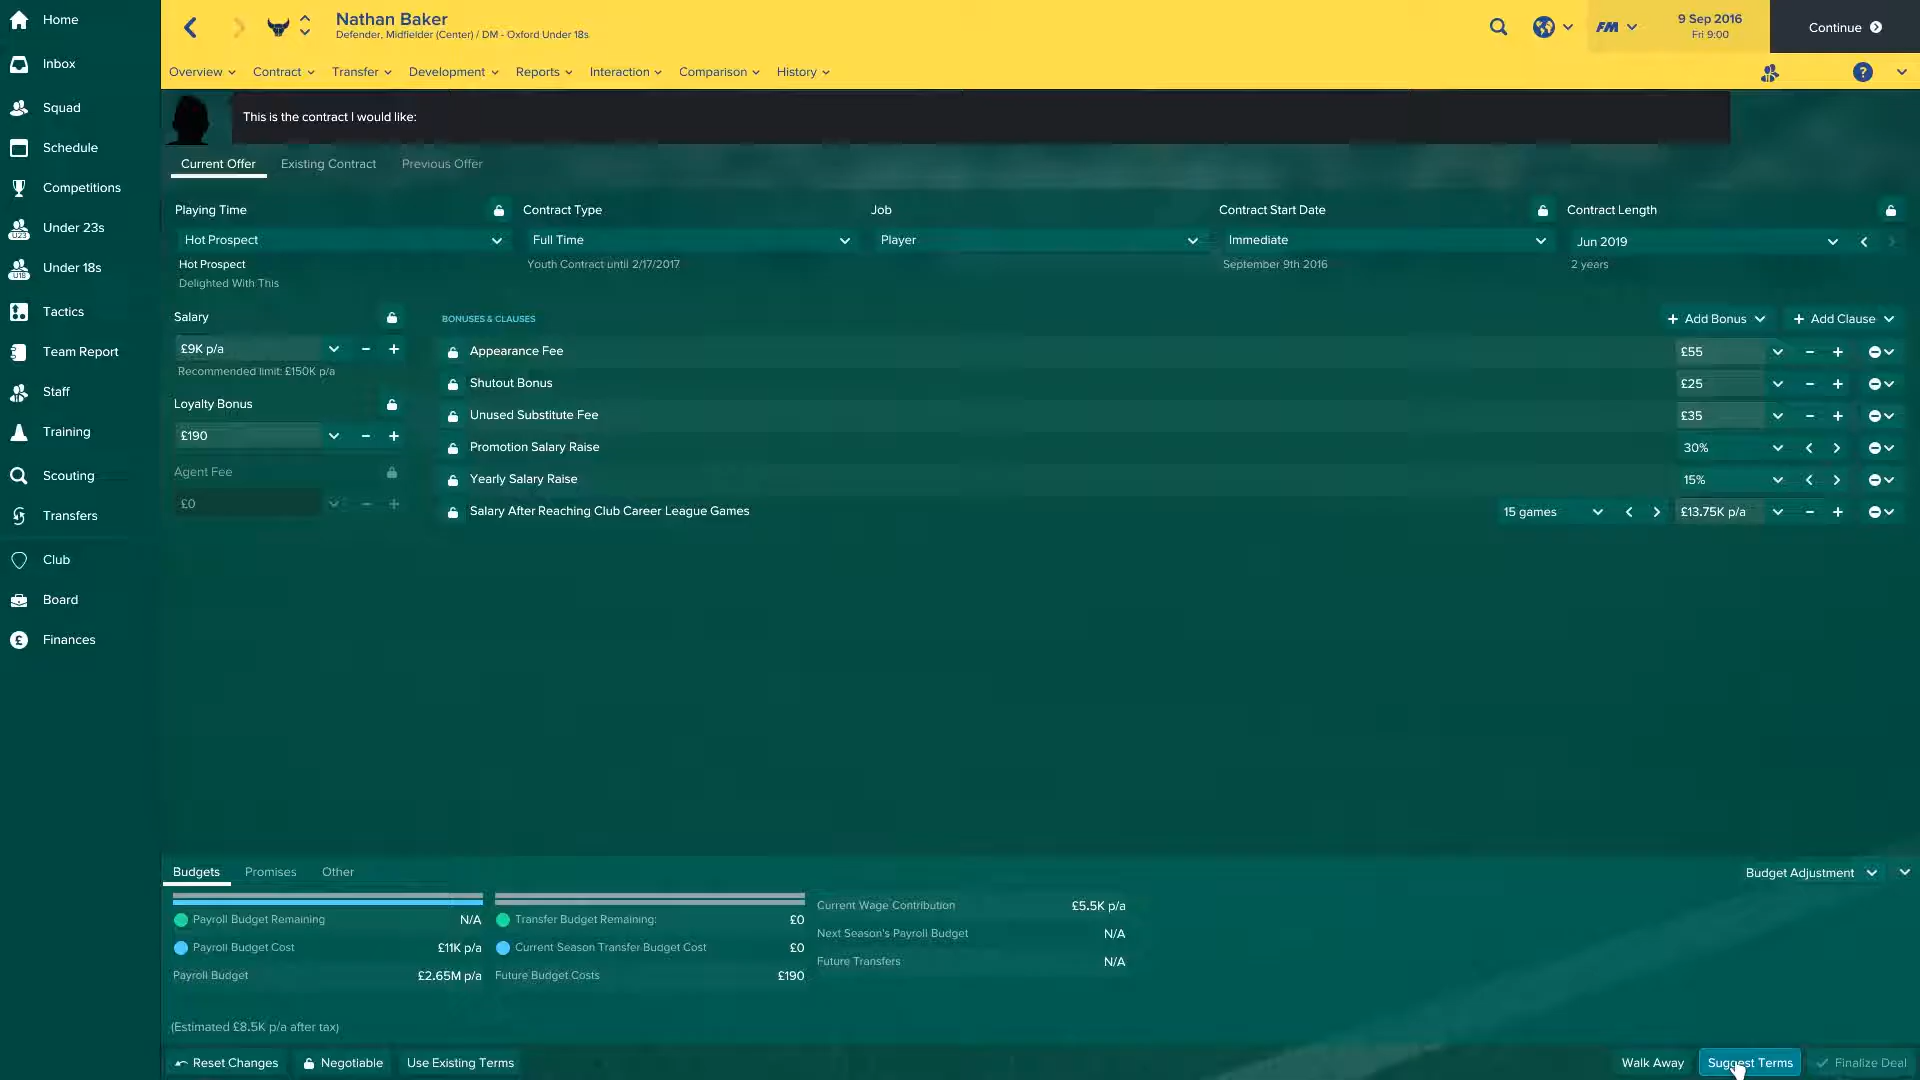 Home
Inbox
Squad
Schedule
Competitions
Under 23s
Under 18s
Tactics
Team Report
Staff
Training
Scouting
Transfers
Club
Board
Finances
Nathan Baker
Defender, Midfielder (Center) / DM - Oxford Under 18s
FM
9 Sep 2016
Fri 9:00
Continue
Overview Contract Transfer Development Reports Interaction Comparison History
?
This is the contract I would like:
Current Offer Existing Contract Previous Offer
Playing Time Contract Type Job Contract Start Date Contract Length
Hot Prospect Full Time Player Immediate Jun 2019
Hot Prospect Youth Contract until 2/17/2017 September 9th 2016 2 years
Delighted With This
Salary
£9K p/a - +
Recommended limit: £150K p/a
Loyalty Bonus
£190 - +
Agent Fee
£0 - +
BONUSES & CLAUSES + Add Bonus + Add Clause
Appearance Fee £55 - +
Shutout Bonus £25 - +
Unused Substitute Fee £35 - +
Promotion Salary Raise 30%
Yearly Salary Raise 15%
Salary After Reaching Club Career League Games 15 games £13.75K p/a - +
Budgets Promises Other Budget Adjustment
Payroll Budget Remaining N/A
Payroll Budget Cost £11K p/a
Payroll Budget £2.65M p/a
Transfer Budget Remaining: £0
Current Season Transfer Budget Cost £0
Future Budget Costs £190
Current Wage Contribution £5.5K p/a
Next Season's Payroll Budget N/A
Future Transfers N/A
(Estimated £8.5K p/a after tax)
Reset Changes Negotiable Use Existing Terms Walk Away Suggest Terms Finalize Deal